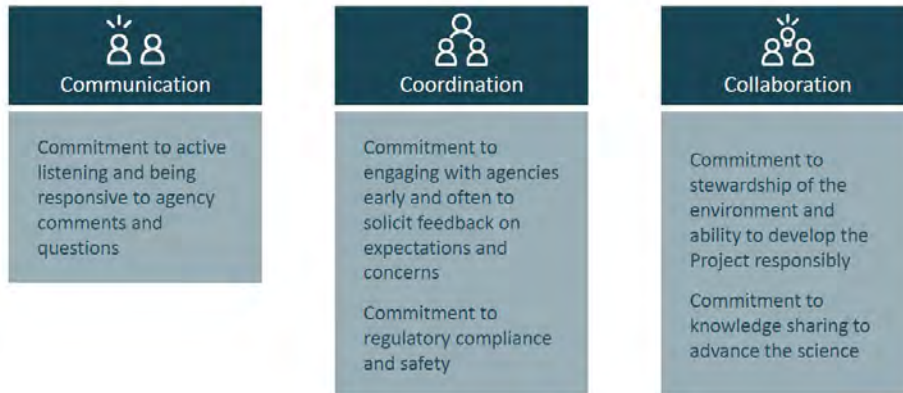 Communication
Commitment to active
listening and being
responsive to agency
comments and
questions
Coordination
Commitment to
engaging with agencies
early and often to
solicit feedback on
expectations and
concerns
Commitment to
regulatory compliance
and safety
Collaboration
Commitment to
stewardship of the
environment and
ability to develop the
Project responsibly
Commitment to
knowledge sharing to
advance the science